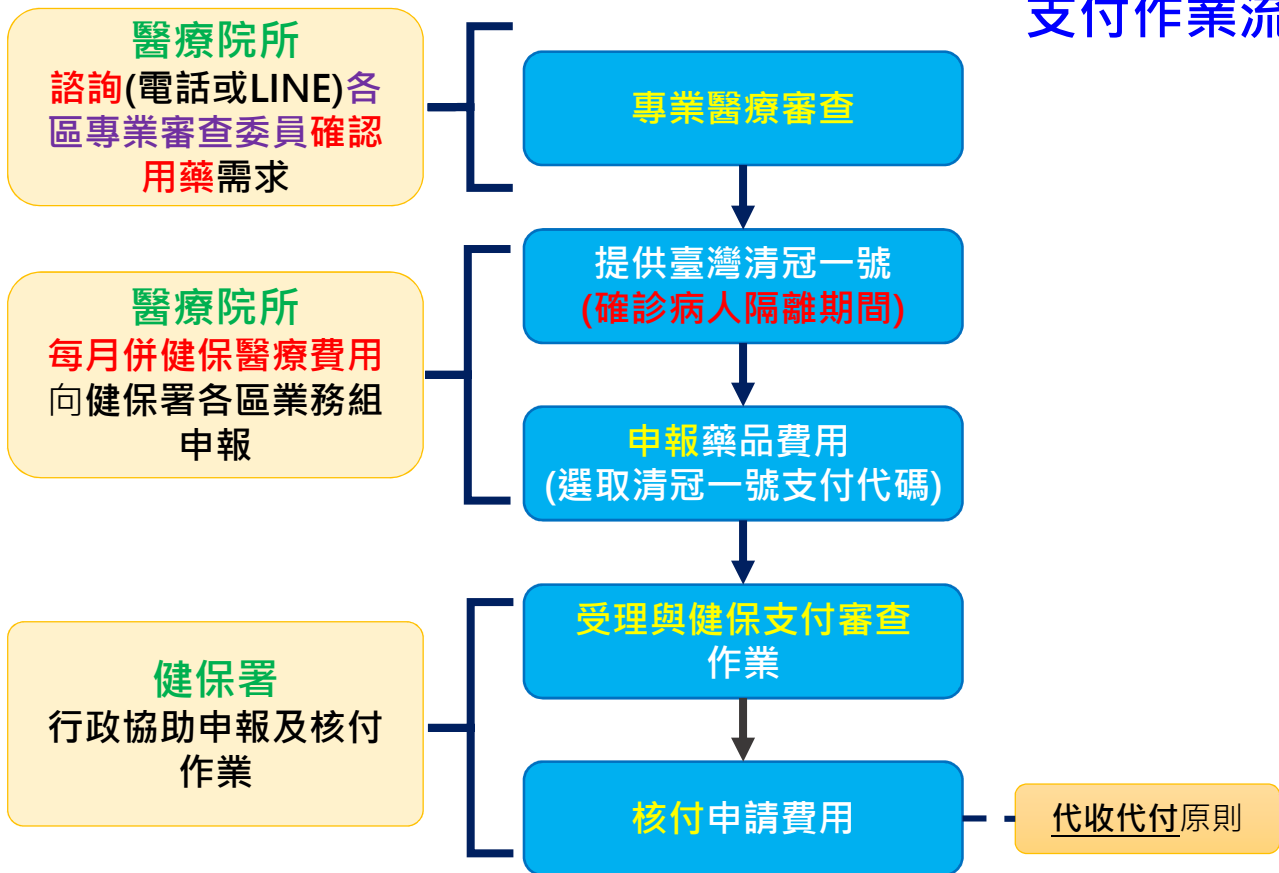 支付作業流
醫療院所
諮詢(電話或LINE)各
區專業審查委員確認
用藥需求
專業醫療審查
醫療院所
每月併健保醫療費用
向健保署各區業務組
申報
提供臺灣清冠一號
(確診病人隔離期間)
申報藥品費用
(選取清冠一號支付代碼)
健保署
行政協助申報及核付
作業
受理與健保支付審查
作業
核付申請費用
代收代付原則